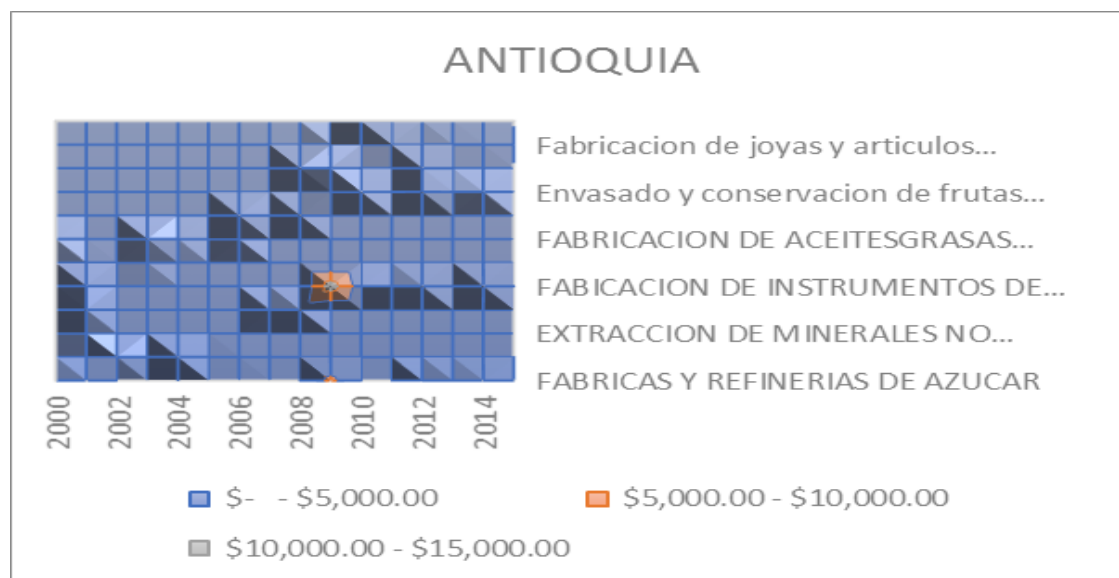 ANTIOQUIA
Fabricacion de joyas y articulos...
Envasado y conservacion de frutas...
FABRICACION DE ACEITESGRASAS...
FABICACION DE INSTRUMENTOS DE...
EXTRACCION DE MINERALES NO...
FABRICAS Y REFINERIAS DE AZUCAR
2000 2002 2004 2006 2008 2010 2012 2014
$- - $5,000.00 $5,000.00 - $10,000.00
$10,000.00 - $15,000.00